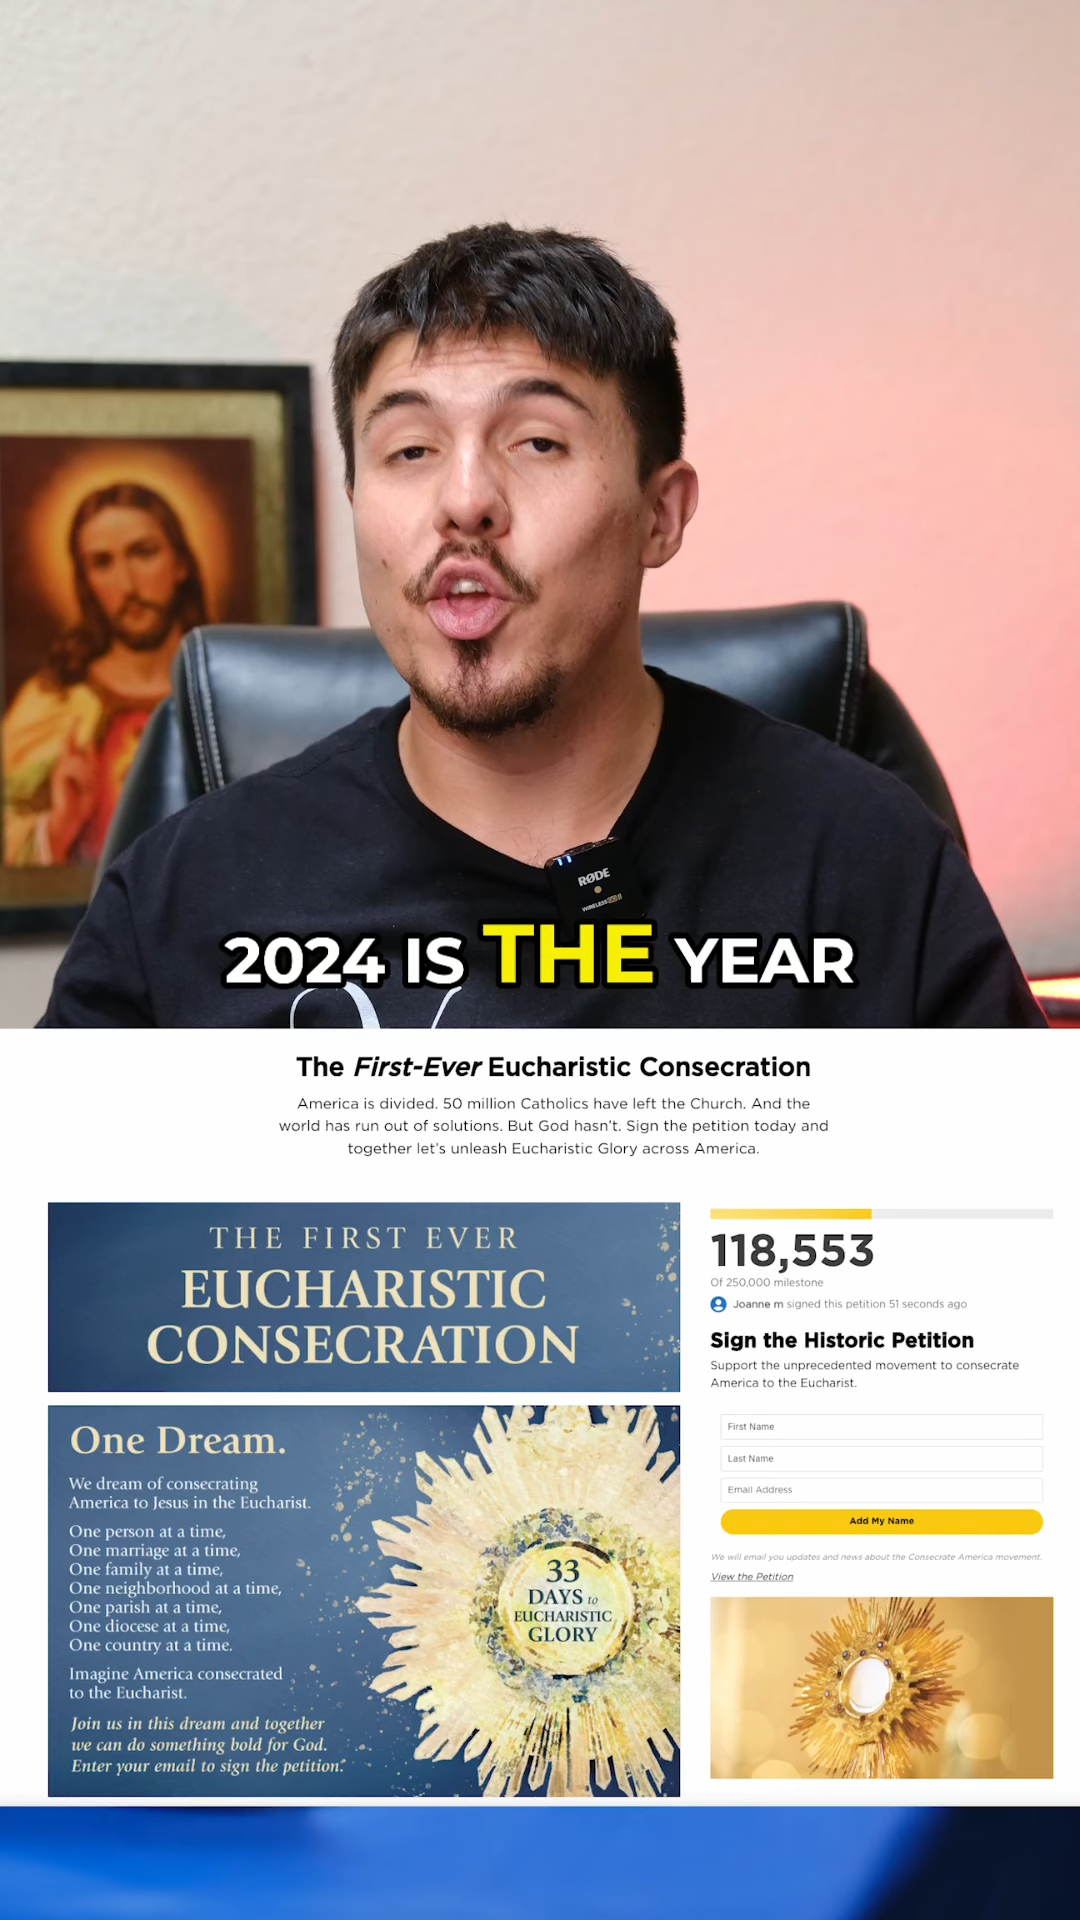 RØDE
WIRELESS GO II
2024 IS THE YEAR
The First-Ever Eucharistic Consecration
America is divided. 50 million Catholics have left the Church. And the
world has run out of solutions. But God hasn't. Sign the petition today and
together let's unleash Eucharistic Glory across America.
THE FIRST EVER
EUCHARISTIC
CONSECRATION
One Dream.
We dream of consecrating
America to Jesus in the Eucharist.
One person at a time,
One marriage at a time,
One family at a time,
One neighborhood at a time,
One parish at a time,
One diocese at a time,
One country at a time.
Imagine America consecrated
to the Eucharist.
Join us in this dream and together
we can do something bold for God.
Enter your email to sign the petition.
33
DAYS to
EUCHARISTIC
GLORY
118,553
Of 250,000 milestone
Joanne m signed this petition 51 seconds ago
Sign the Historic Petition
Support the unprecedented movement to consecrate
America to the Eucharist.
First Name
Last Name
Email Address
Add My Name
We will email you updates and news about the Consecrate America movement.
View the Petition